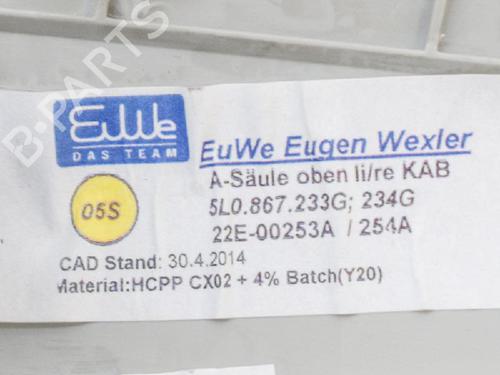 B-PARTS
EuWe
DAS TEAM
EuWe Eugen Wexler
A-Säule oben li/re KAB
05S
5L0.867.233G; 234G
22E-00253A / 254A
CAD Stand: 30.4.2014
Material:HCPP CX02 + 4% Batch(Y20)